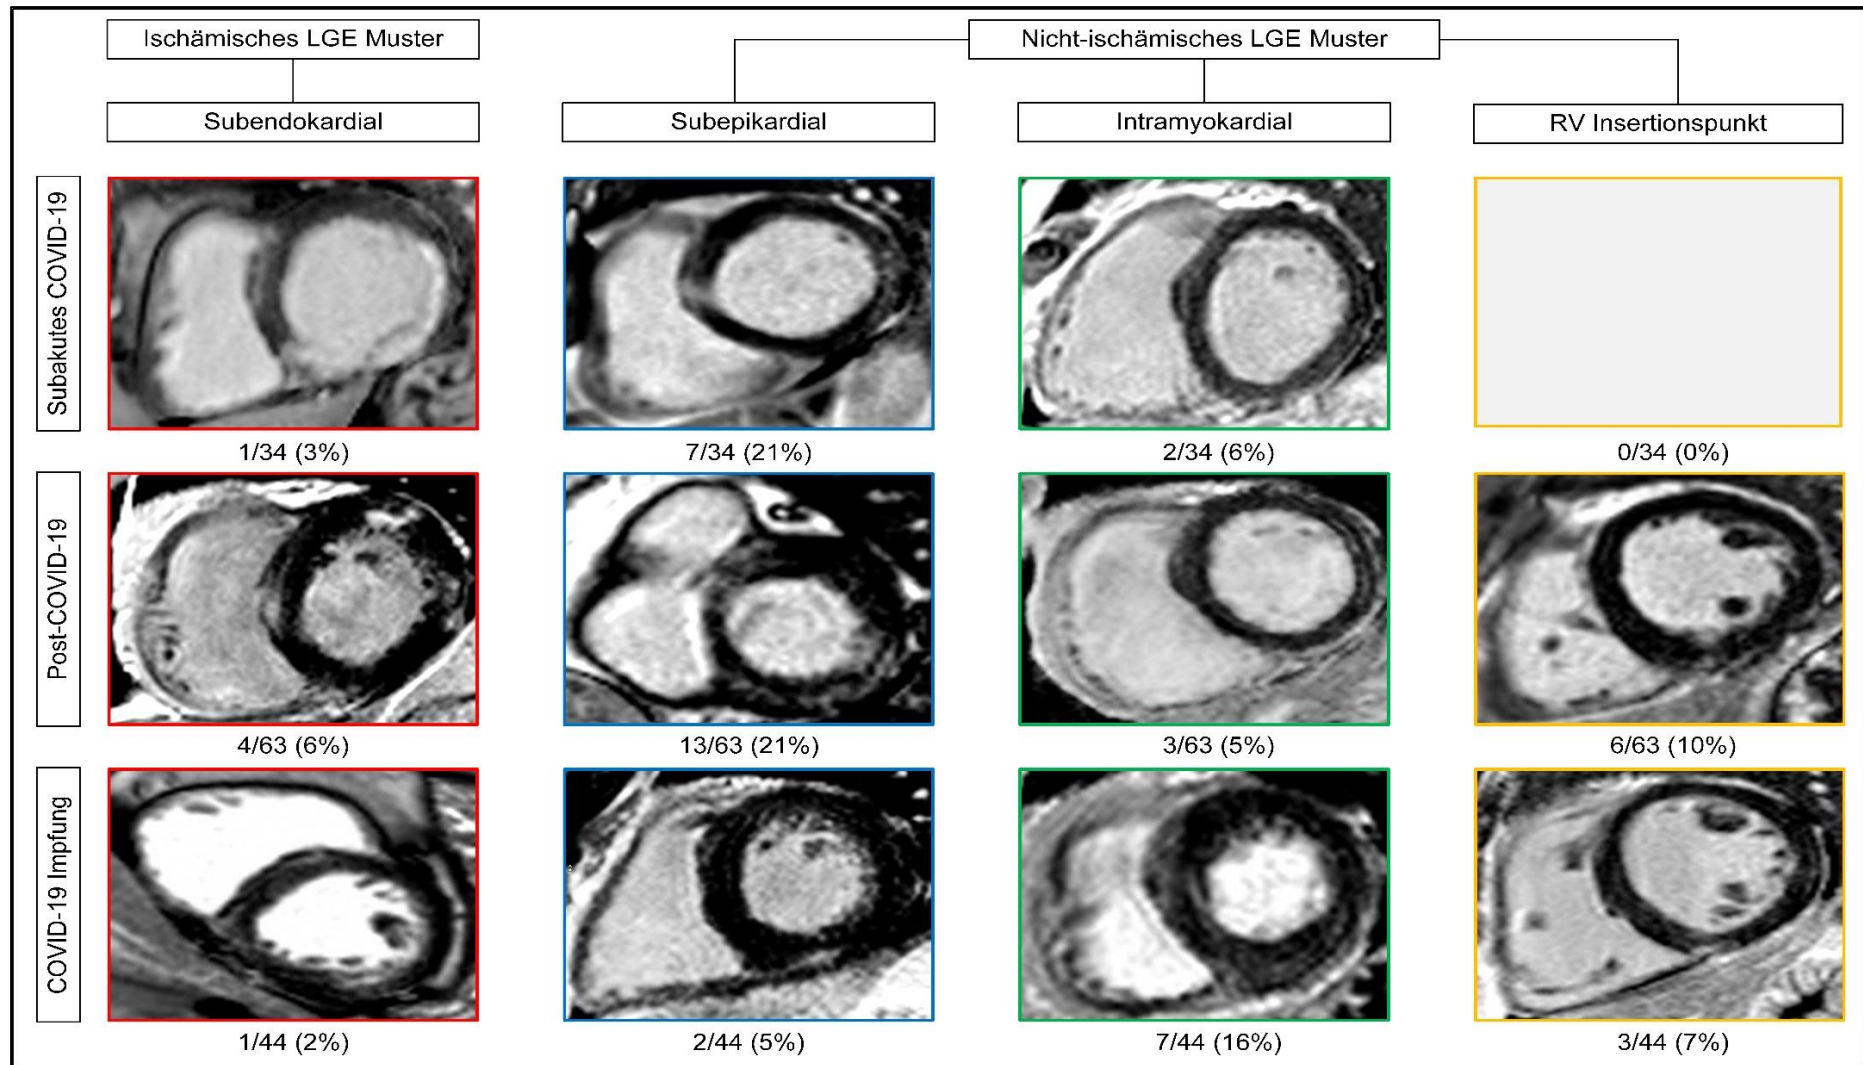 Ischämisches LGE Muster
Nicht-ischämisches LGE Muster
Subendokardial
Subepikardial
Intramyokardial
RV Insertionspunkt
Subakutes COVID-19
1/34 (3%)
7/34 (21%)
2/34 (6%)
0/34 (0%)
Post-COVID-19
4/63 (6%)
13/63 (21%)
3/63 (5%)
6/63 (10%)
COVID-19 Impfung
1/44 (2%)
2/44 (5%)
7/44 (16%)
3/44 (7%)